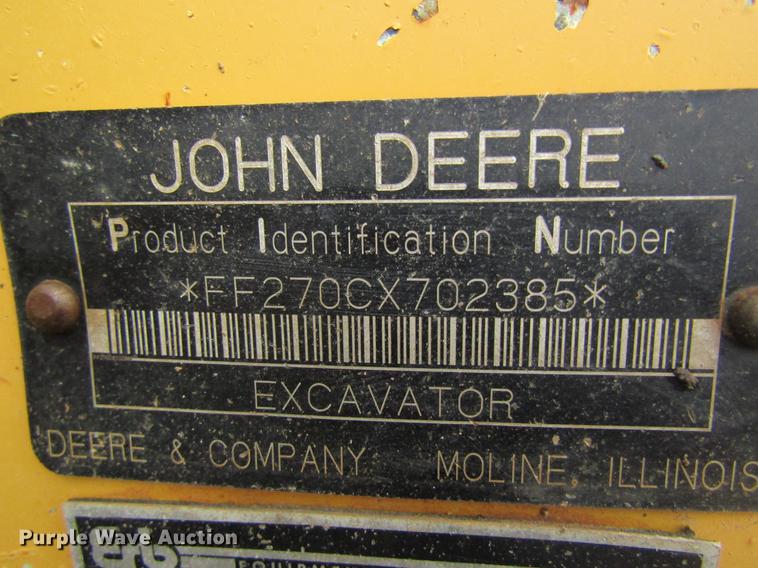 JOHN DEERE
Product Identification Number
*FF270CX702385*
EXCAVATOR
DEERE & COMPANY MOLINE, ILLINOIS
Purple Wave Auction